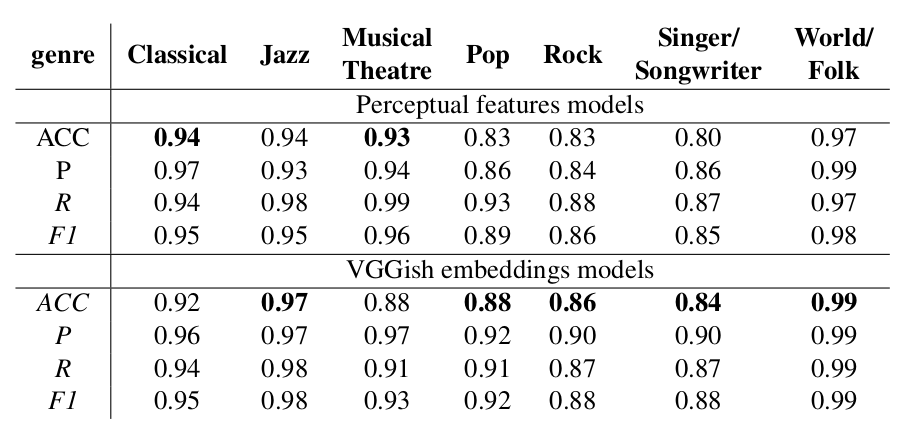 genre Classical Jazz Musical Theatre Pop Rock Singer/ Songwriter World/ Folk
Perceptual features models
ACC 0.94 0.94 0.93 0.83 0.83 0.80 0.97
P 0.97 0.93 0.94 0.86 0.84 0.86 0.99
R 0.94 0.98 0.99 0.93 0.88 0.87 0.97
F1 0.95 0.95 0.96 0.89 0.86 0.85 0.98
VGGish embeddings models
ACC 0.92 0.97 0.88 0.88 0.86 0.84 0.99
P 0.96 0.97 0.97 0.92 0.90 0.90 0.99
R 0.94 0.98 0.91 0.91 0.87 0.87 0.99
F1 0.95 0.98 0.93 0.92 0.88 0.88 0.99